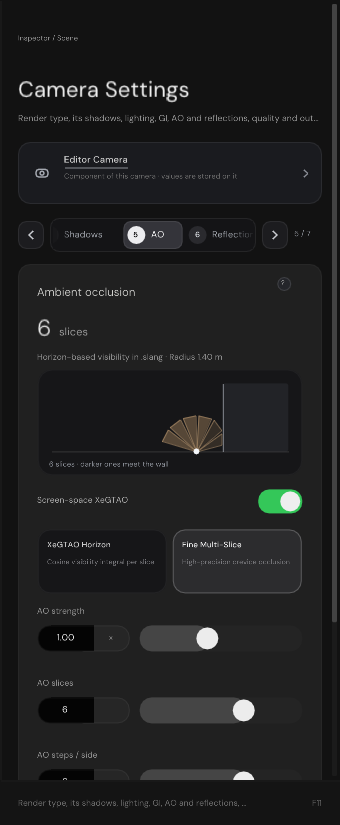 Inspector / Scene
Camera Settings
Render type, its shadows, lighting, GI, AO and reflections, quality and out...
Editor Camera
Component of this camera · values are stored on it
Shadows
5 AO
6 Reflection
5 / 7
Ambient occlusion
?
6 slices
Horizon-based visibility in .slang · Radius 1.40 m
6 slices · darker ones meet the wall
Screen-space XeGTAO
XeGTAO Horizon
Cosine visibility integral per slice
Fine Multi-Slice
High-precision crevice occlusion
AO strength
1.00 ×
AO slices
6
AO steps / side
Render type, its shadows, lighting, GI, AO and reflections, ...
F11